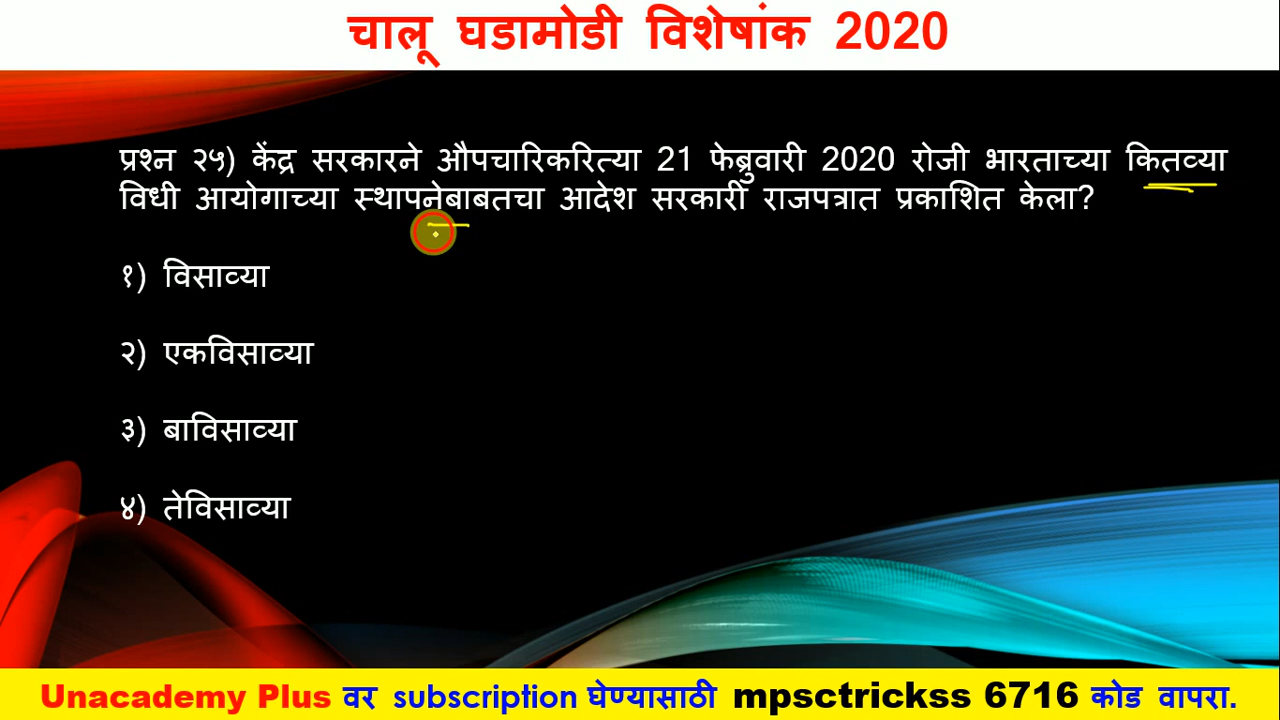 चालू घडामोडी विशेषांक 2020
प्रश्न २५) केंद्र सरकारने औपचारिकरित्या 21 फेब्रुवारी 2020 रोजी भारताच्या कितव्या
विधी आयोगाच्या स्थापनेबाबतचा आदेश सरकारी राजपत्रात प्रकाशित केला?
१) विसाव्या
२) एकविसाव्या
३) बाविसाव्या
४) तेविसाव्या
Unacademy Plus वर subscription घेण्यासाठी mpsctrickss 6716 कोड वापरा.